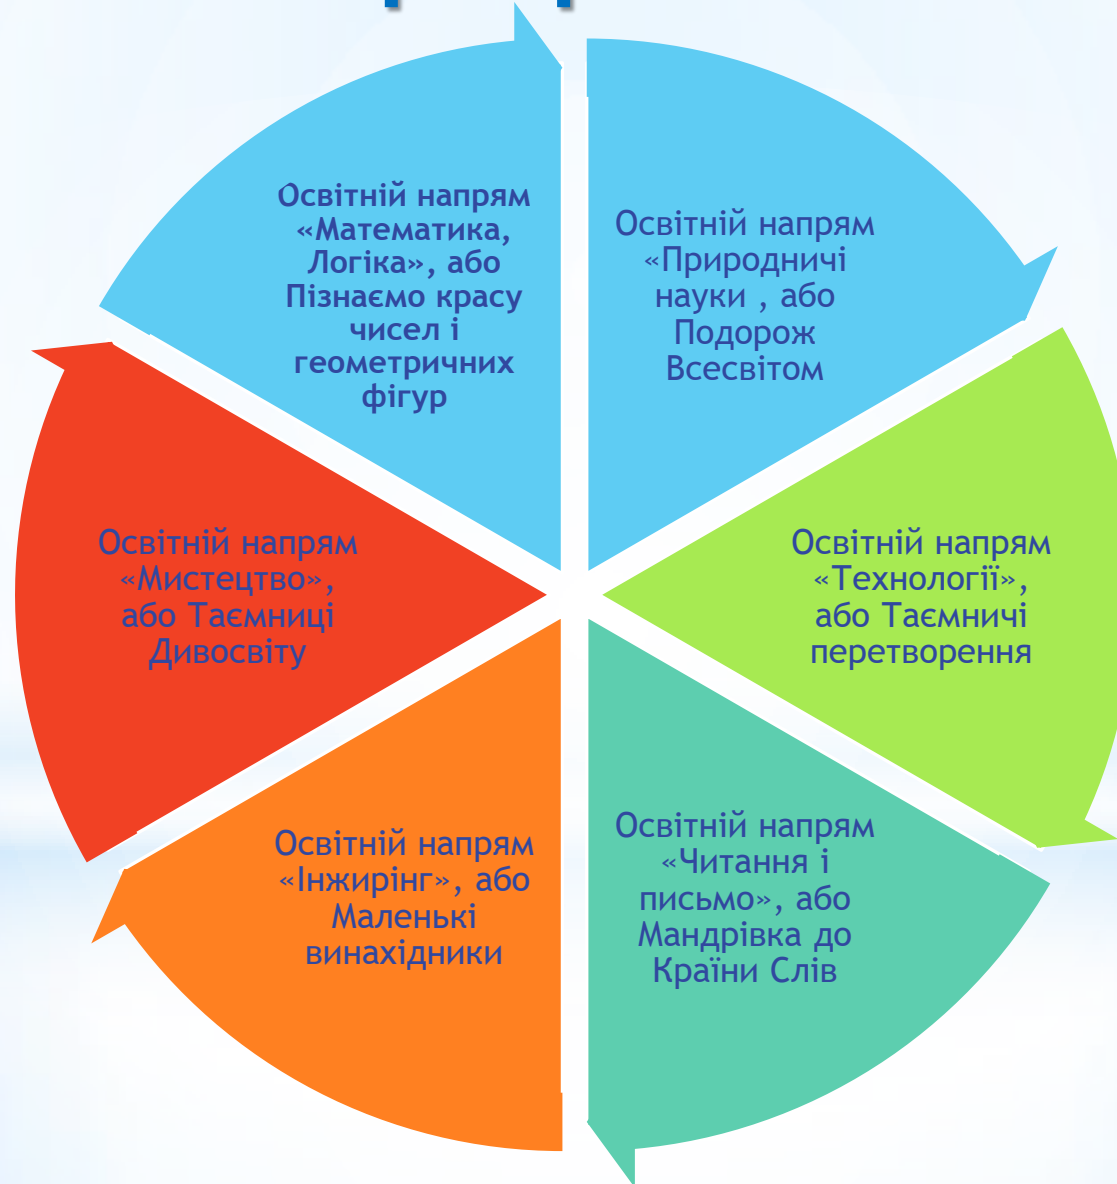 Освітній напрям
«Математика,
Логіка», або
Пізнаємо красу
чисел і
геометричних
фігур
Освітній напрям
«Природничі
науки , або
Подорож
Всесвітом
Освітній напрям
«Технології»,
або Таємничі
перетворення
Освітній напрям
«Читання і
письмо», або
Мандрівка до
Країни Слів
Освітній напрям
«Інжирінг», або
Маленькі
винахідники
Освітній напрям
«Мистецтво»,
або Таємниці
Дивосвіту